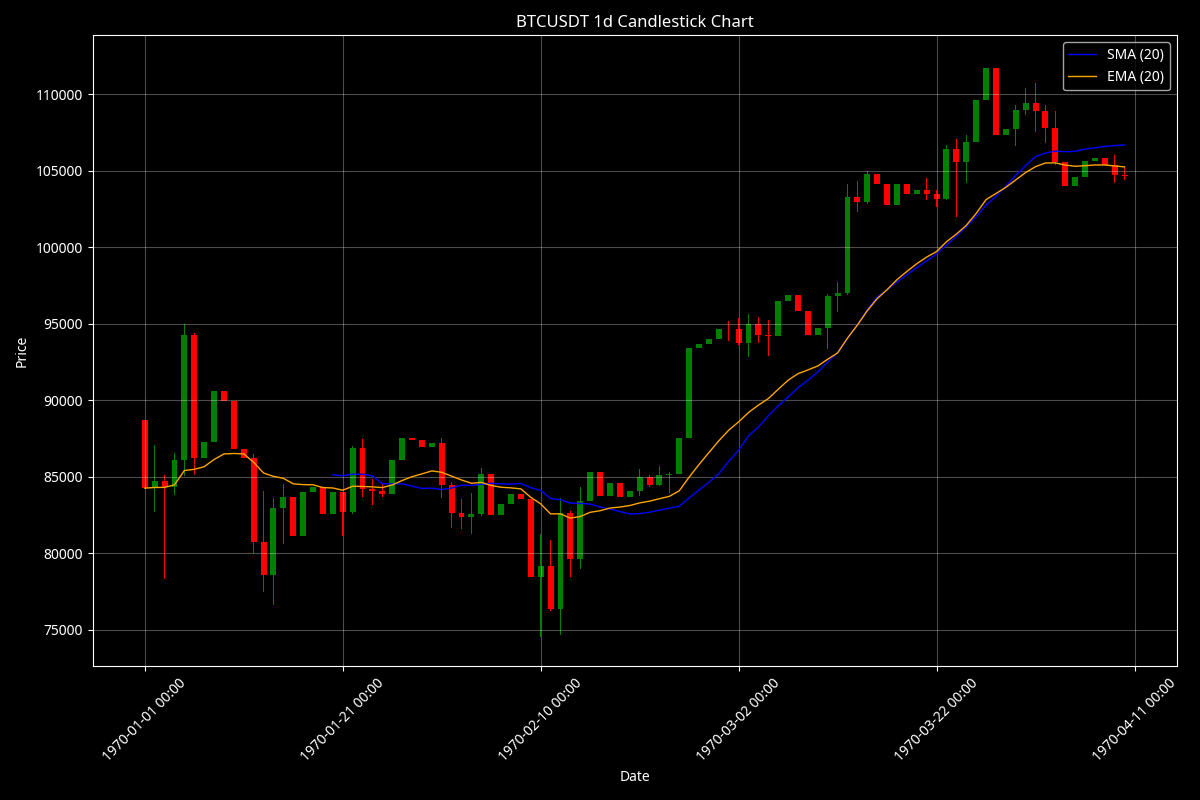 BTCUSDT 1d Candlestick Chart
SMA (20)
EMA (20)
110000
105000
100000
95000
90000
85000
80000
75000
Price
1970-01-01 00:00
1970-01-21 00:00
1970-02-10 00:00
1970-03-02 00:00
1970-03-22 00:00
1970-04-11 00:00
Date